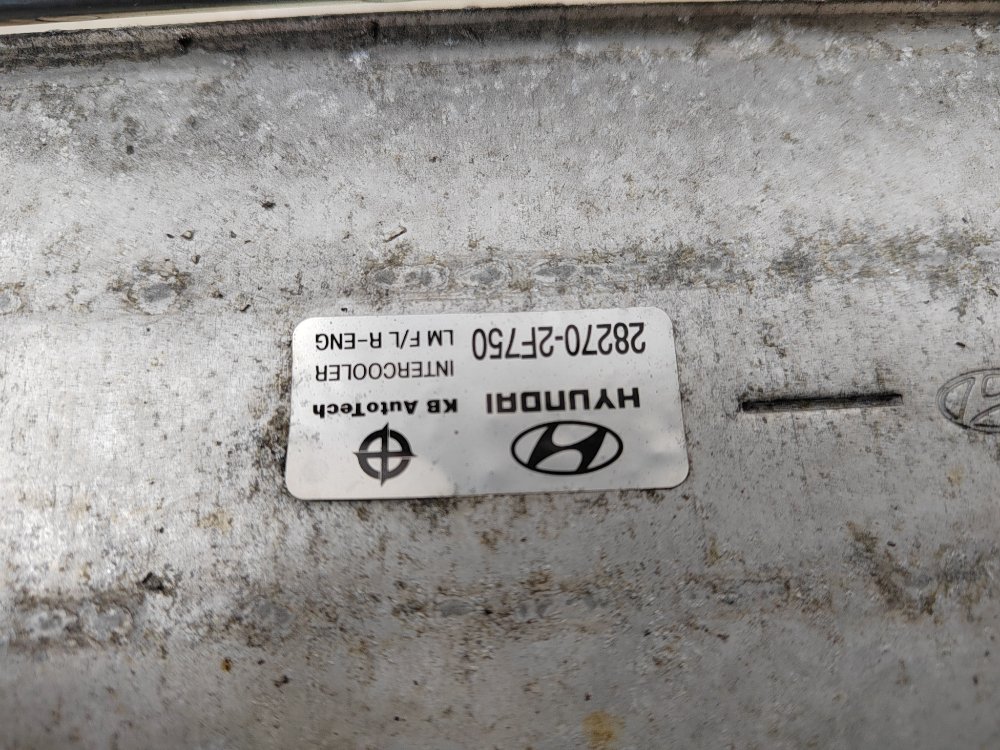 HYUNDAI KB AutoTech
INTERCOOLER
28270-2F750 LM F/L R-ENG